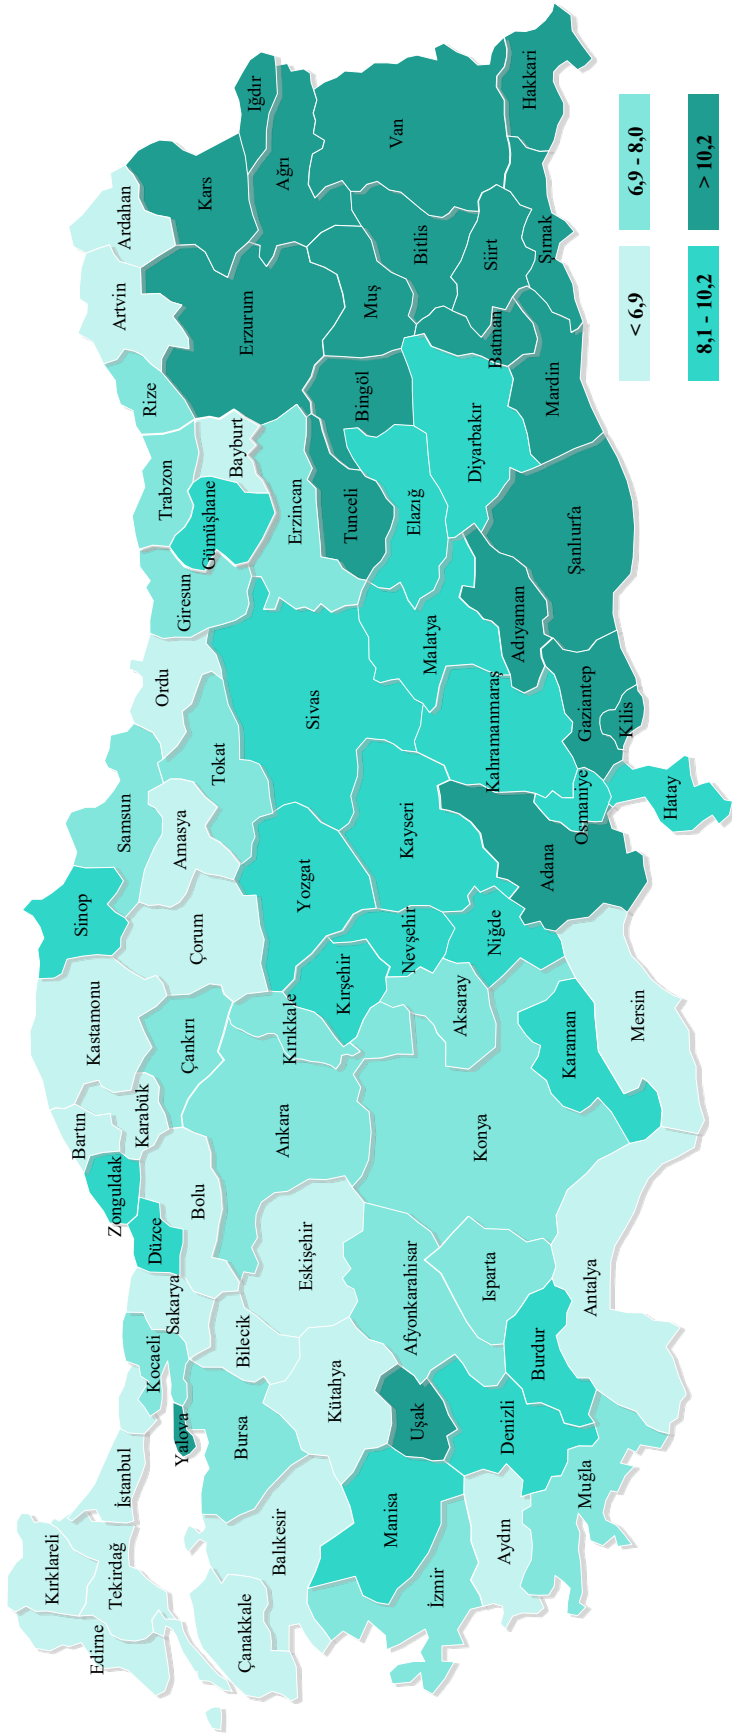 Kırklareli
Edirne
Tekirdağ
İstanbul
Kocaeli
Yalova
Sakarya
Düzce
Zonguldak
Bartın
Karabük
Kastamonu
Sinop
Samsun
Ordu
Giresun
Trabzon
Rize
Artvin
Ardahan
Çanakkale
Balıkesir
Bursa
Bilecik
Bolu
Çankırı
Çorum
Amasya
Tokat
Gümüşhane
Bayburt
Erzurum
Kars
Iğdır
Ağrı
Kütahya
Eskişehir
Ankara
Kırıkkale
Yozgat
Sivas
Erzincan
Tunceli
Bingöl
Muş
Bitlis
Van
Hakkari
İzmir
Manisa
Uşak
Afyonkarahisar
Kırşehir
Nevşehir
Kayseri
Malatya
Elazığ
Diyarbakır
Batman
Siirt
Şırnak
Aydın
Denizli
Isparta
Konya
Aksaray
Niğde
Kahramanmaraş
Adıyaman
Şanlıurfa
Mardin
Muğla
Burdur
Antalya
Karaman
Mersin
Adana
Osmaniye
Gaziantep
Kilis
Hatay
< 6,9
6,9 - 8,0
8,1 - 10,2
> 10,2